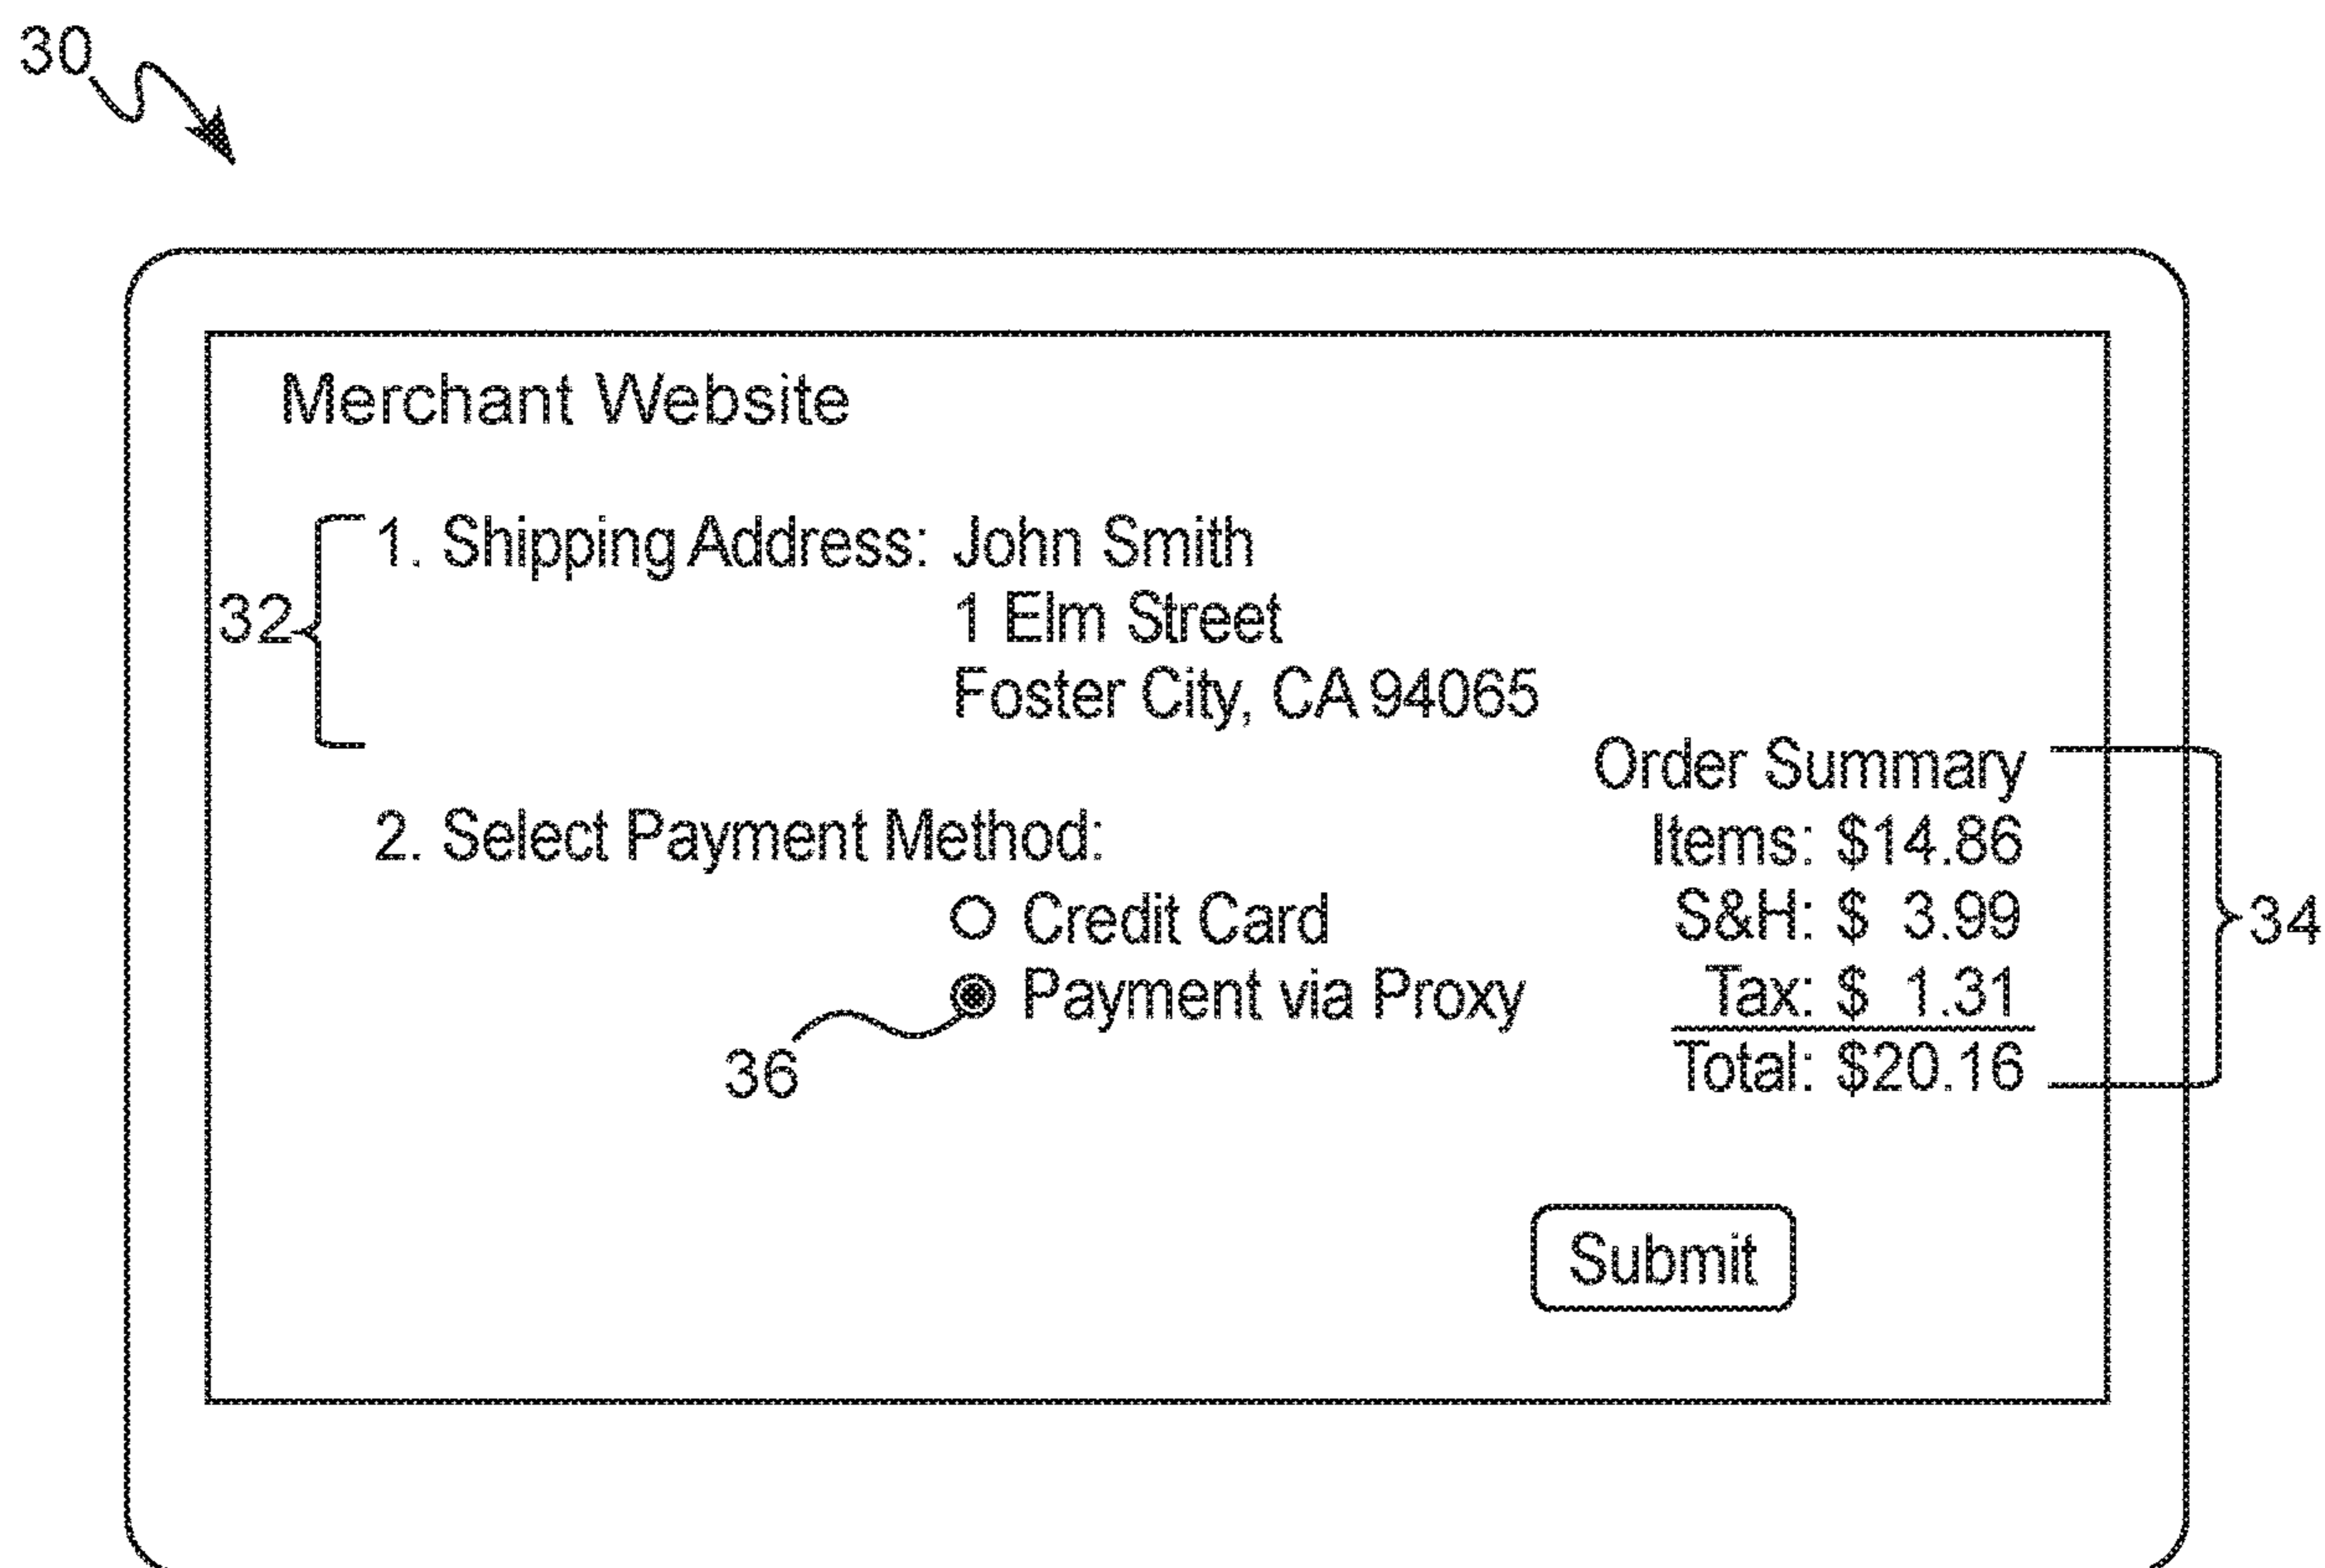 30
Merchant Website
1. Shipping Address: John Smith
32
1 Elm Street
Foster City, CA 94065
2. Select Payment Method:
Credit Card
Payment via Proxy
36
Order Summary
Items: $14.86
S&H: $ 3.99
Tax: $ 1.31
Total: $20.16
34
Submit